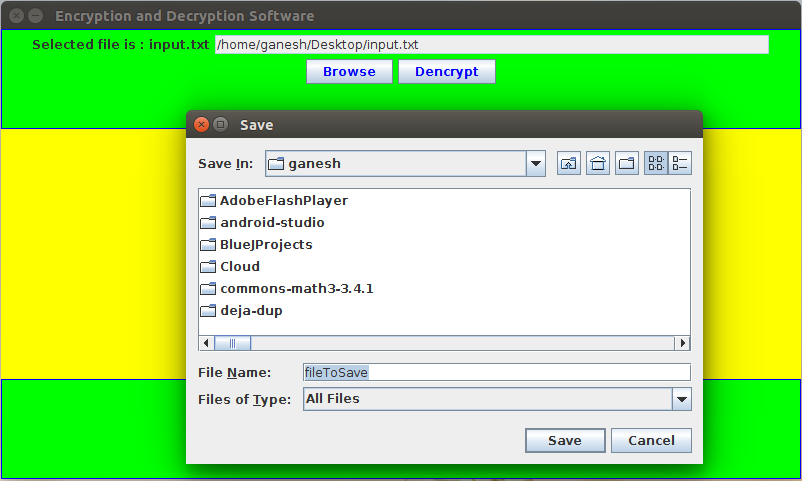 Encryption and Decryption Software
Selected file is : input.txt /home/ganesh/Desktop/input.txt
Browse Dencrypt
Save
Save In: ganesh
AdobeFlashPlayer
android-studio
BlueJProjects
Cloud
commons-math3-3.4.1
deja-dup
File Name: fileToSave
Files of Type: All Files
Save Cancel